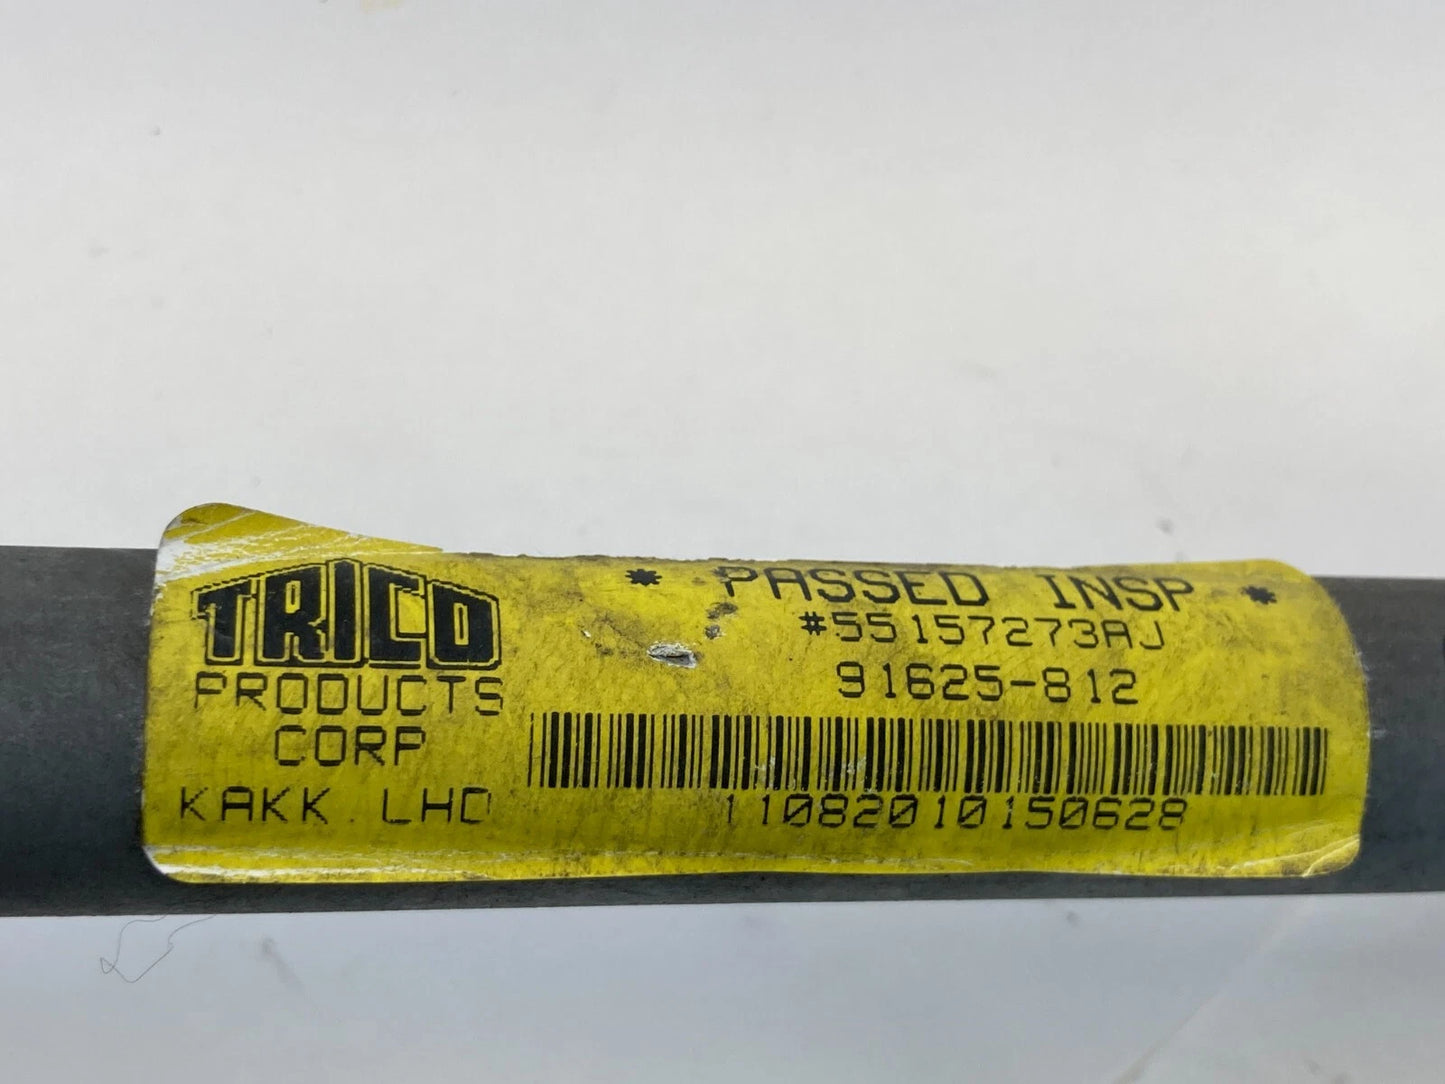 TRICO
PRODUCTS
CORP
KAKK. LHD
* PASSED INSP *
#55157273AJ
91625-812
11082010150628